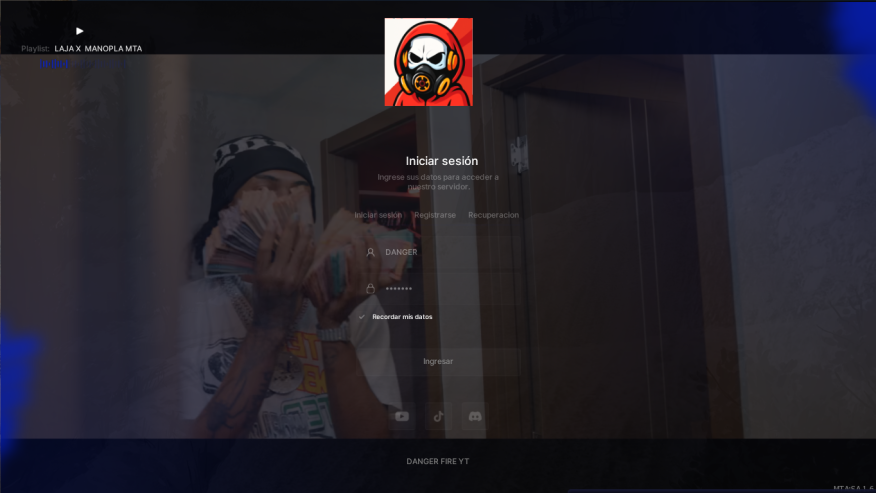 Playlist: LAJA X MANOPLA MTA
Iniciar sesión
Ingrese sus datos para acceder a
nuestro servidor.
Iniciar sesión Registrarse Recuperacion
DANGER
•••••••
Recordar mis datos
Ingresar
DANGER FIRE YT
MTA:SA 1.6